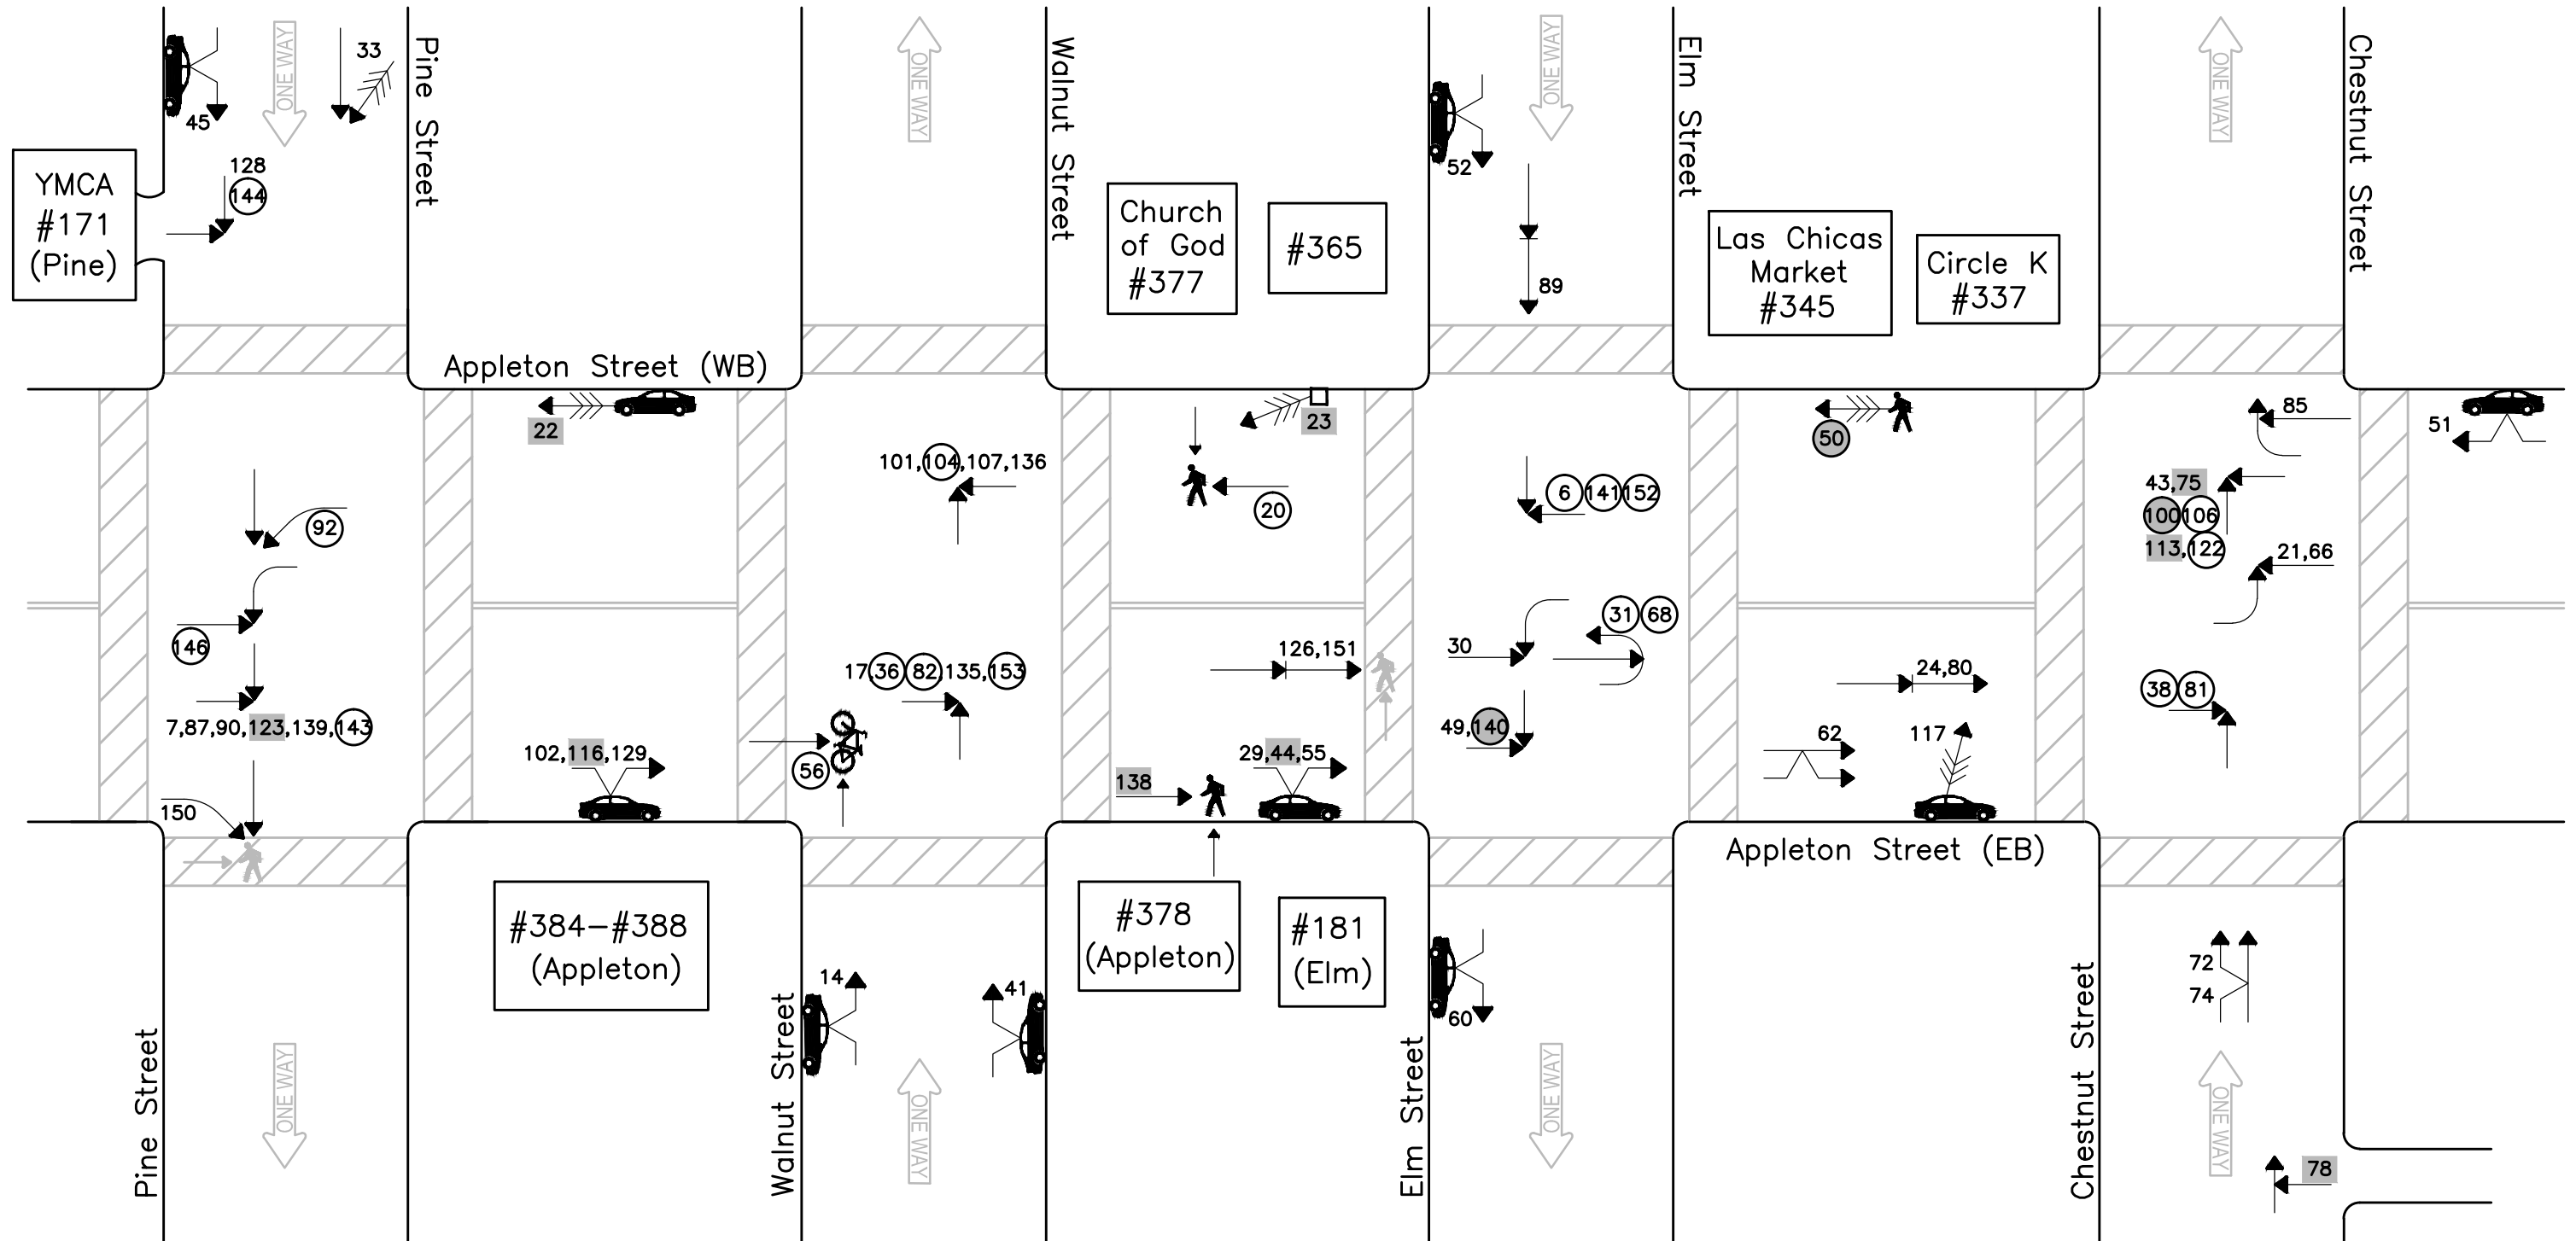 Pine Street
ONE WAY
33
45
128
144
YMCA
#171
(Pine)
ONE WAY
Walnut Street
Church
of God
#377
#365
ONE WAY
52
89
Elm Street
Las Chicas
Market
#345
Circle K
#337
ONE WAY
Chestnut Street
Appleton Street (WB)
22
23
50
85
51
101,104,107,136
92
20
6
141
152
43,75
100
106
113,122
21,66
146
7,87,90,123,139,143
150
17,36
82,135,153
56
102,116,129
126,151
138
29,44,55
30
31
68
49,140
24,80
62
117
38
81
Appleton Street (EB)
#384-#388
(Appleton)
#378
(Appleton)
#181
(Elm)
14
41
60
72
74
78
Pine Street
ONE WAY
Walnut Street
ONE WAY
Elm Street
ONE WAY
Chestnut Street
ONE WAY